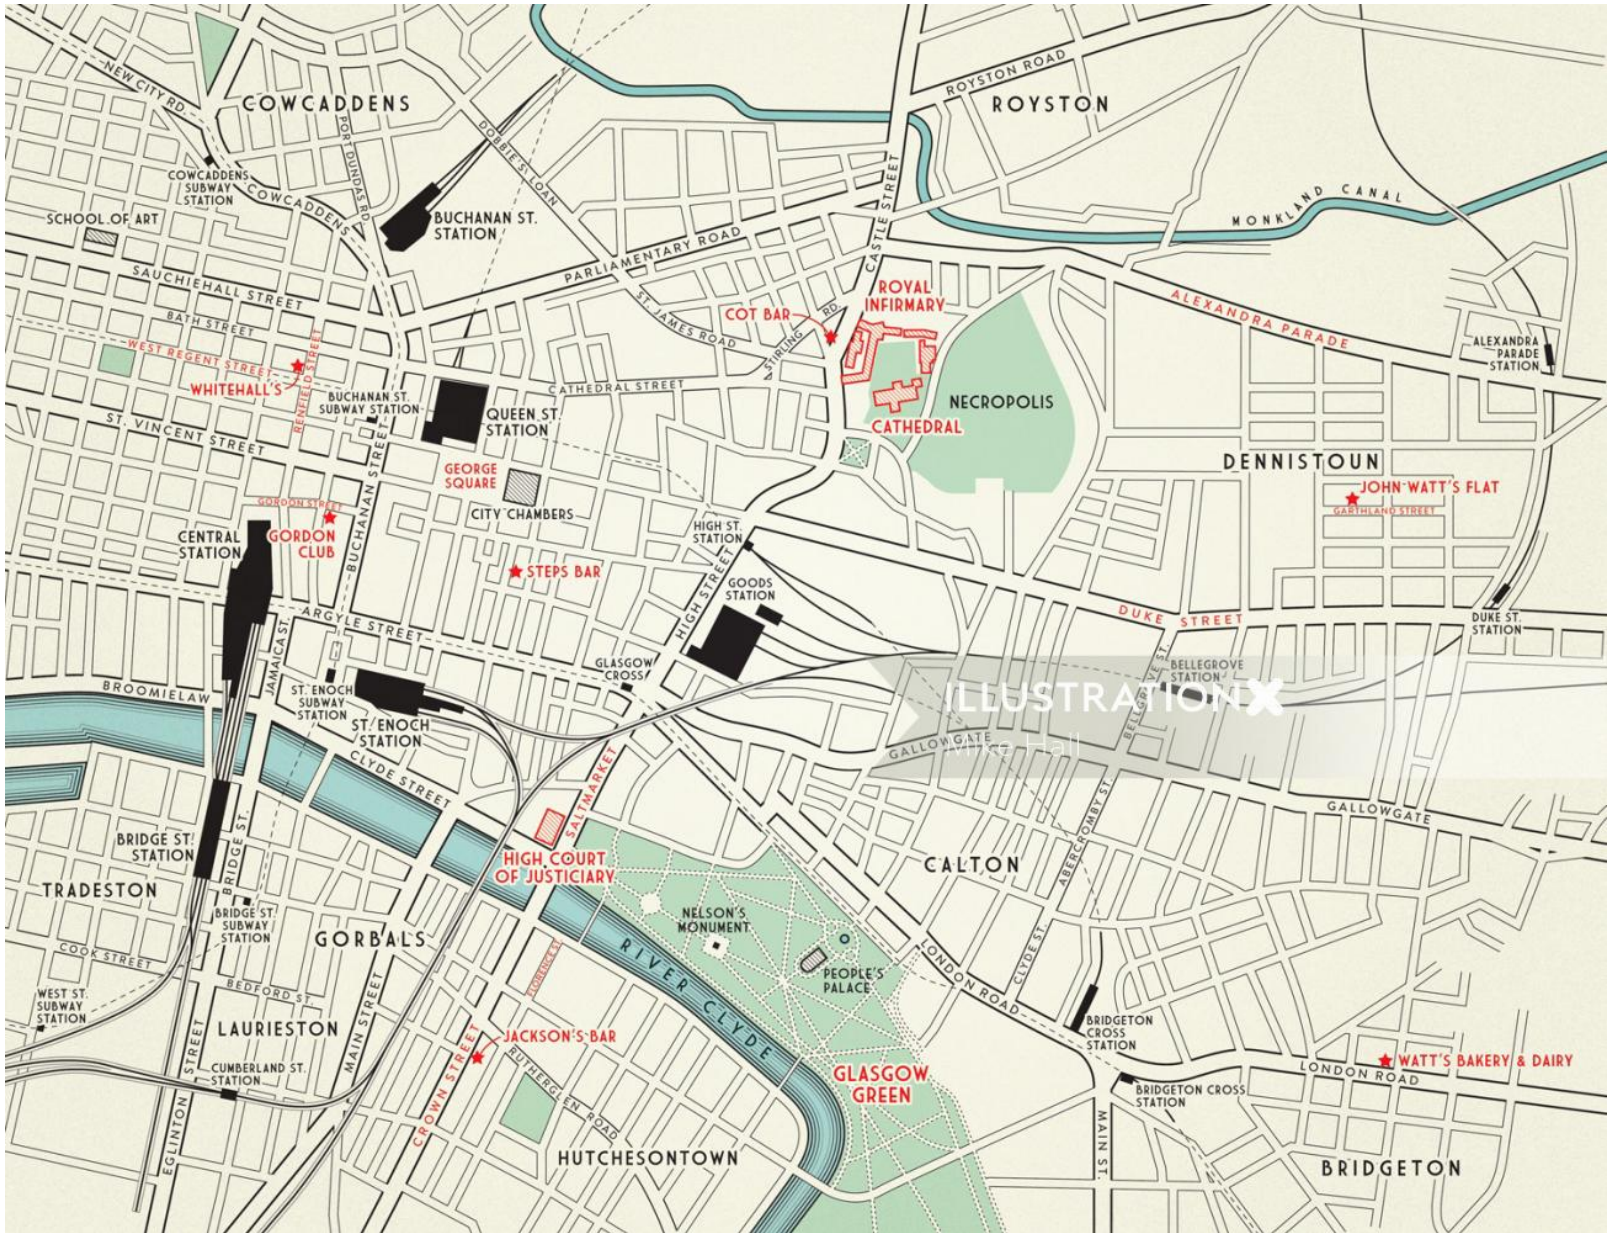 NEW CITY RD
COWCADDENS
PORT DUNDAS RD.
DOBBIE'S LOAN
ROYSTON ROAD
ROYSTON
COWCADDENS
SUBWAY
STATION
COWCADDENS
SCHOOL OF ART
BUCHANAN ST.
STATION
CASTLE STREET
MONKLAND CANAL
PARLIAMENTARY ROAD
SAUCHIEHALL STREET
BATH STREET
WEST REGENT STREET
RENFIELD STREET
WHITEHALL'S
ST. JAMES ROAD
STIRLING RD.
COT BAR
ROYAL
INFIRMARY
ALEXANDRA PARADE
ALEXANDRA
PARADE
STATION
BUCHANAN ST.
SUBWAY STATION
CATHEDRAL STREET
QUEEN ST.
STATION
NECROPOLIS
CATHEDRAL
ST. VINCENT STREET
BUCHANAN STREET
GEORGE
SQUARE
CITY CHAMBERS
DENNISTOUN
JOHN WATT'S FLAT
GARTHLAND STREET
GORDON STREET
GORDON
CLUB
CENTRAL
STATION
HIGH ST.
STATION
STEPS BAR
HIGH STREET
GOODS
STATION
ARGYLE STREET
DUKE STREET
DUKE ST.
STATION
JAMAICA ST.
GLASGOW
CROSS
BROOMIELAW
ST. ENOCH
SUBWAY
STATION
ST. ENOCH
STATION
BELLEGROVE
STATION
BELLEGROVE ST.
ILLUSTRATIONX
Mike Hall
GALLOWGATE
CLYDE STREET
SALTMARKET
GALLOWGATE
ABERCROMBY ST.
BRIDGE ST.
STATION
BRIDGE ST.
HIGH COURT
OF JUSTICIARY
CALTON
TRADESTON
BRIDGE ST.
SUBWAY
STATION
GORBALS
NELSON'S
MONUMENT
PEOPLE'S
PALACE
RIVER CLYDE
FLORENCE ST.
LONDON ROAD
CLYDE ST.
COOK STREET
BEDFORD ST.
WEST ST.
SUBWAY
STATION
LAURIESTON
MAIN STREET
CROWN STREET
JACKSON'S BAR
RUTHERGLEN ROAD
BRIDGETON
CROSS
STATION
GLASGOW
GREEN
WATT'S BAKERY & DAIRY
LONDON ROAD
CUMBERLAND ST.
STATION
BRIDGETON CROSS
STATION
EGLINTON STREET
HUTCHESONTOWN
MAIN ST.
BRIDGETON